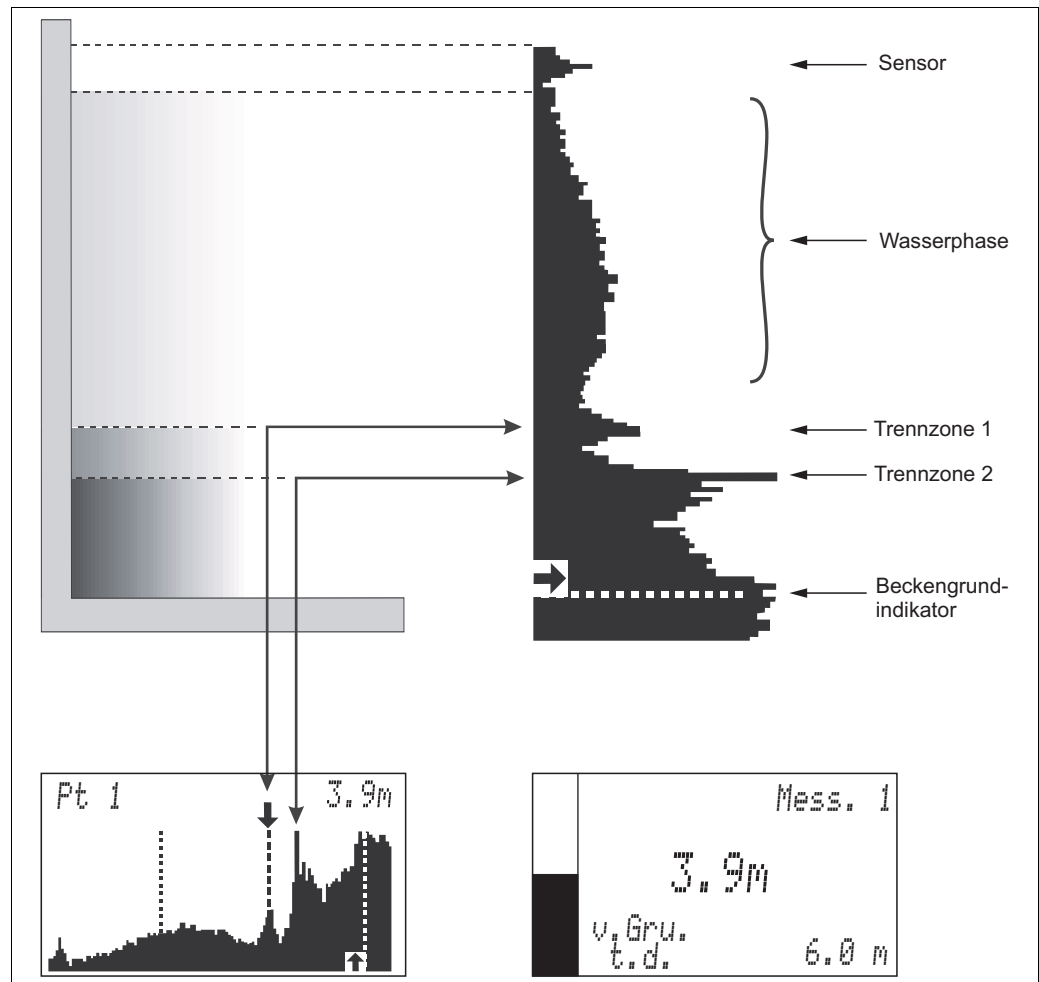 Sensor
Wasserphase
Trennzone 1
Trennzone 2
Beckengrund-
indikator
Pt 1 3.9m
Mess. 1
3.9m
v.Gru.
t.d. 6.0 m